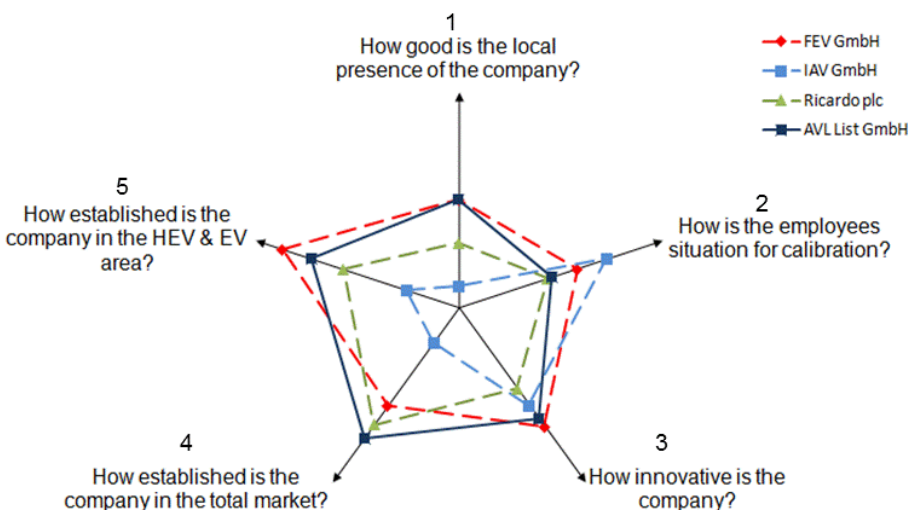 1
How good is the local
presence of the company?
FEV GmbH
IAV GmbH
Ricardo plc
AVL List GmbH
2
How is the employees
situation for calibration?
3
How innovative is the
company?
4
How established is the
company in the total market?
5
How established is the
company in the HEV & EV
area?